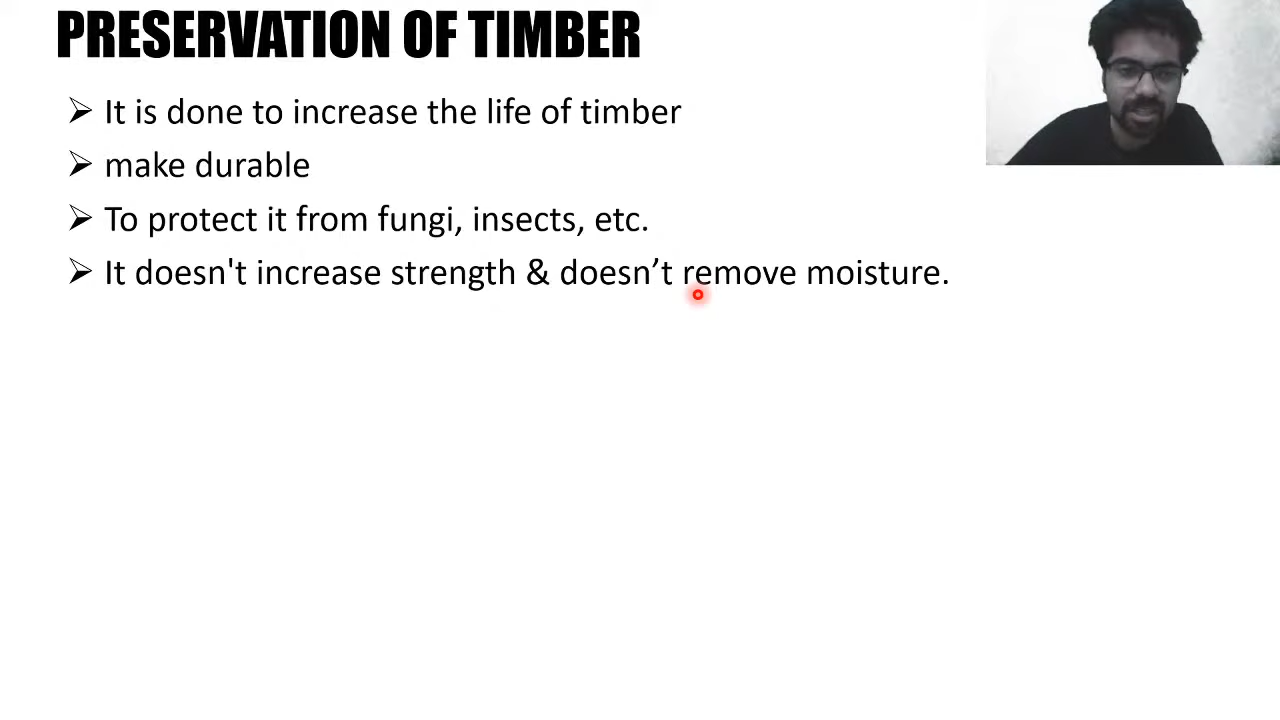 PRESERVATION OF TIMBER
➢ It is done to increase the life of timber
➢ make durable
➢ To protect it from fungi, insects, etc.
➢ It doesn't increase strength & doesn’t remove moisture.